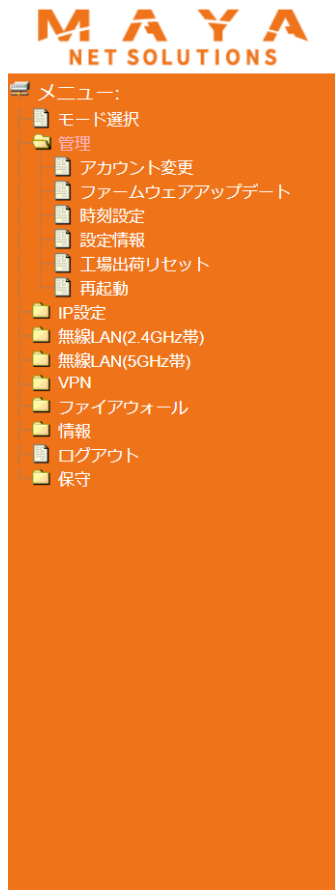 MAYA
NET SOLUTIONS
メニュー:
モード選択
管理
アカウント変更
ファームウェアアップデート
時刻設定
設定情報
工場出荷リセット
再起動
IP設定
無線LAN(2.4GHz帯)
無線LAN(5GHz帯)
VPN
ファイアウォール
情報
ログアウト
保守